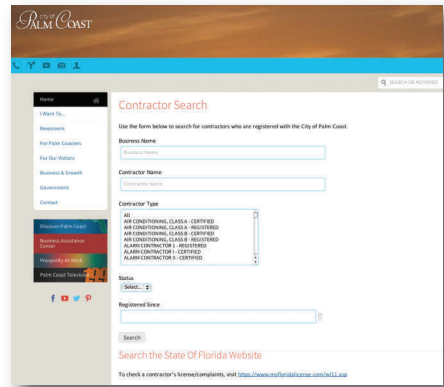 city of
PALM COAST
SEARCH OR KEYWORD
Home
I Want To...
Newsroom
For Palm Coasters
For Our Visitors
Business & Growth
Government
Contact
Discover Palm Coast
Business Assistance
Center
Prosperity At Work
Palm Coast Television
Contractor Search
Use the form below to search for contractors who are registered with the City of Palm Coast.
Business Name
Business Name
Contractor Name
Contractor Name
Contractor Type
All
AIR CONDITIONING, CLASS A - CERTIFIED
AIR CONDITIONING, CLASS A - REGISTERED
AIR CONDITIONING, CLASS B - CERTIFIED
AIR CONDITIONING, CLASS B - REGISTERED
ALARM CONTRACTOR 1 - REGISTERED
ALARM CONTRACTOR I - CERTIFIED
ALARM CONTRACTOR II - CERTIFIED
Status
Select...
Registered Since
Search
Search the State Of Florida Website
To check a contractor's license/complaints, visit https://www.myfloridalicense.com/wl11.asp